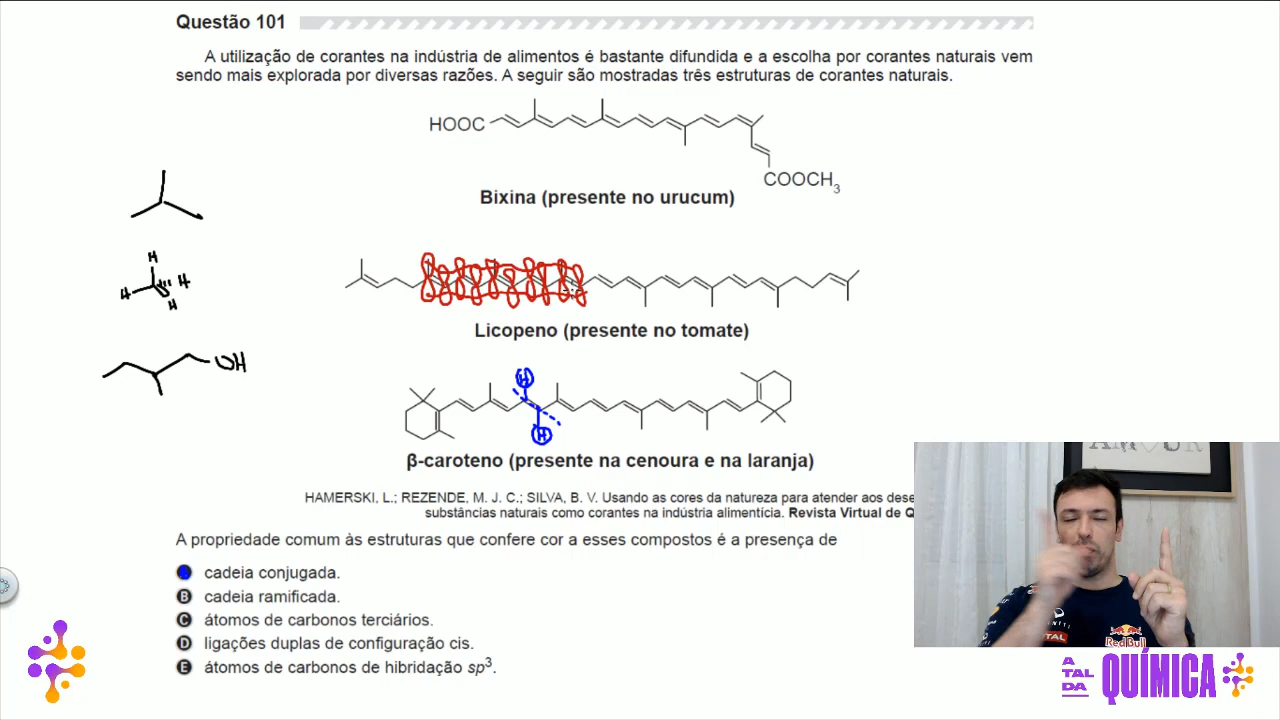 Questão 101
A utilização de corantes na indústria de alimentos é bastante difundida e a escolha por corantes naturais vem
sendo mais explorada por diversas razões. A seguir são mostradas três estruturas de corantes naturais.
HOOC
COOCH3
Bixina (presente no urucum)
H
H
H
H
Licopeno (presente no tomate)
OH
H
H
β-caroteno (presente na cenoura e na laranja)
HAMERSKI, L.; REZENDE, M. J. C.; SILVA, B. V. Usando as cores da natureza para atender aos dese
substâncias naturais como corantes na indústria alimentícia. Revista Virtual de Q
A propriedade comum às estruturas que confere cor a esses compostos é a presença de
cadeia conjugada.
B cadeia ramificada.
C átomos de carbonos terciários.
D ligações duplas de configuração cis.
E átomos de carbonos de hibridação sp³.
RedBull
A TAL DA QUÍMICA